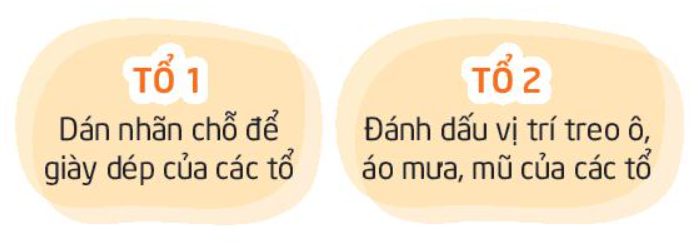 TỔ 1
Dán nhãn chỗ để
giày dép của các tổ
TỔ 2
Đánh dấu vị trí treo ô,
áo mưa, mũ của các tổ